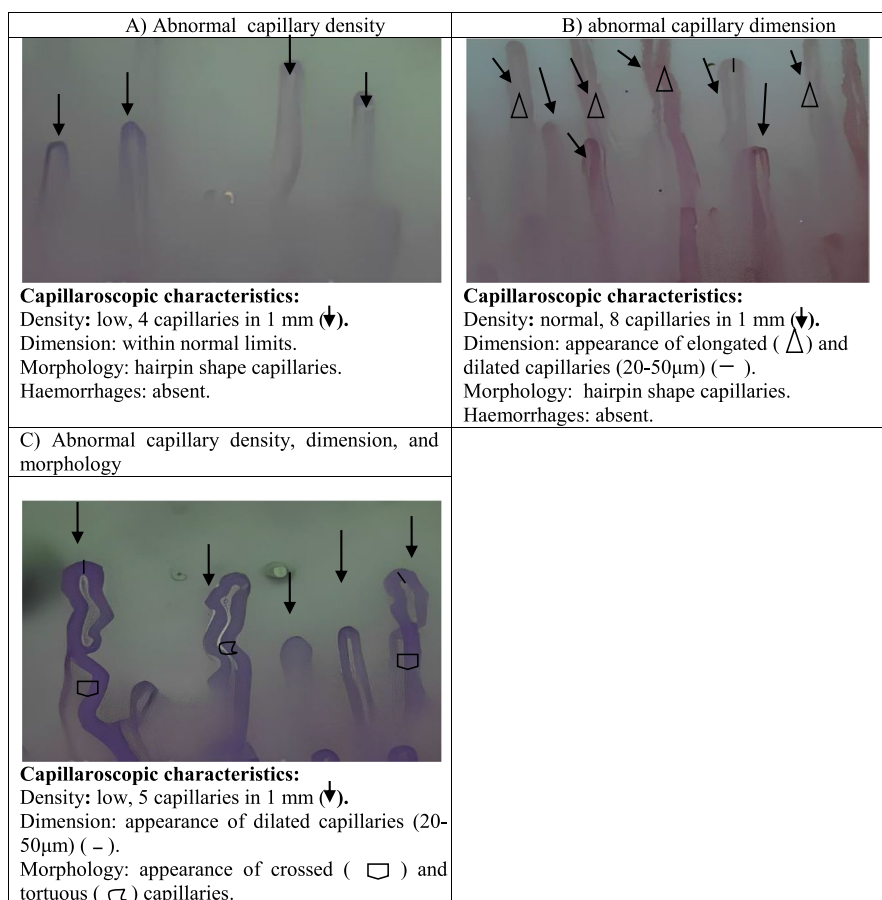 A) Abnormal capillary density
B) abnormal capillary dimension
Capillaroscopic characteristics:
Density: low, 4 capillaries in 1 mm ( ).
Dimension: within normal limits.
Morphology: hairpin shape capillaries.
Haemorrhages: absent.
Capillaroscopic characteristics:
Density: normal, 8 capillaries in 1 mm ( ).
Dimension: appearance of elongated ( ) and
dilated capillaries (20-50μm) ( ).
Morphology: hairpin shape capillaries.
Haemorrhages: absent.
C) Abnormal capillary density, dimension, and
morphology
Capillaroscopic characteristics:
Density: low, 5 capillaries in 1 mm ( ).
Dimension: appearance of dilated capillaries (20-
50μm) ( ).
Morphology: appearance of crossed ( ) and
tortuous ( ) capillaries.